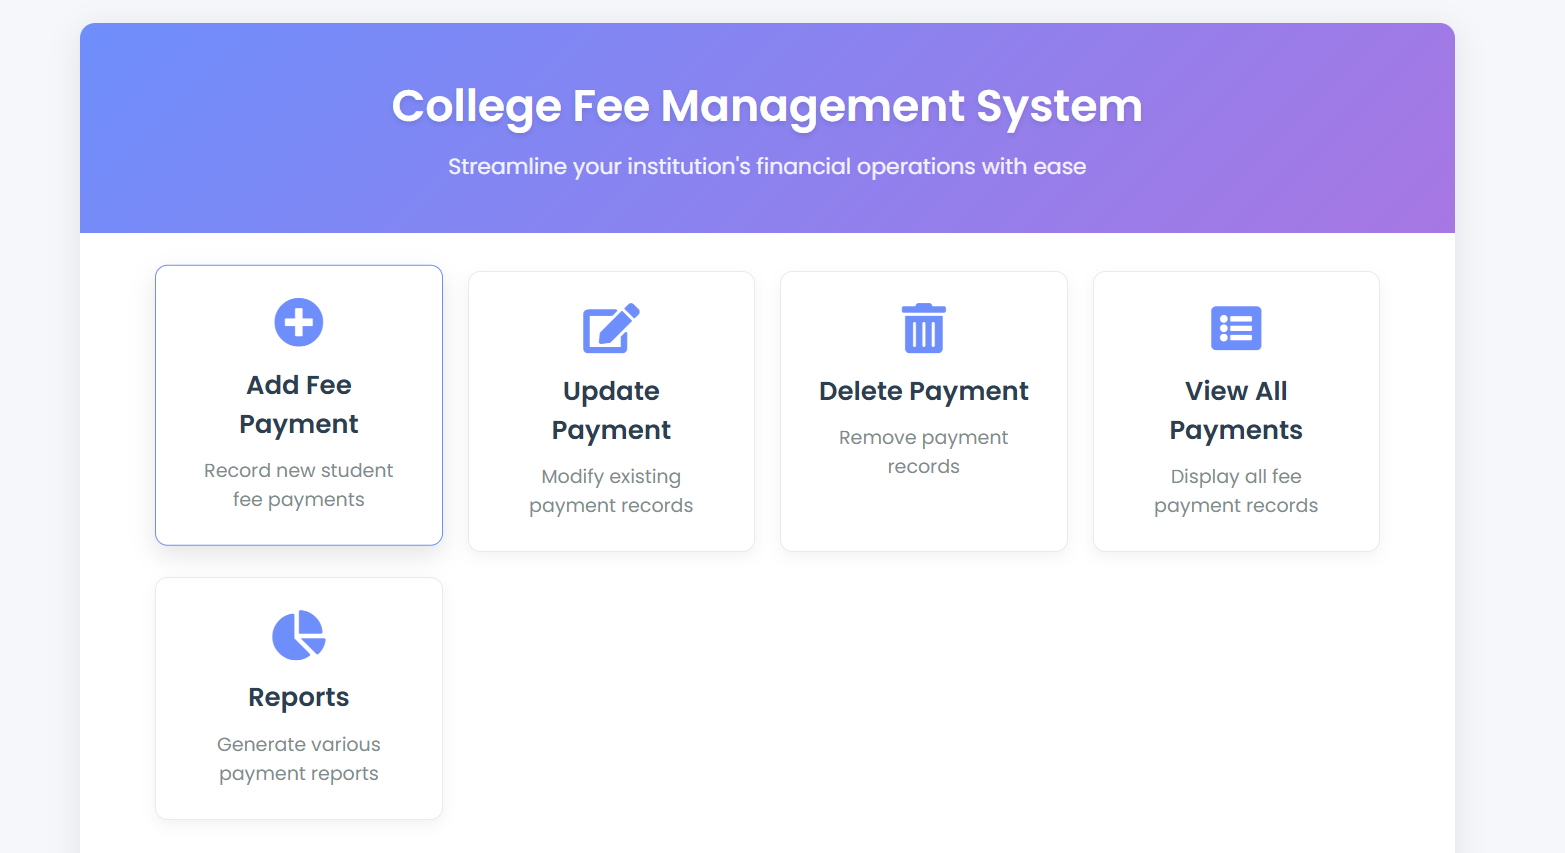 College Fee Management System
Streamline your institution's financial operations with ease
Add Fee
Payment
Record new student
fee payments
Update
Payment
Modify existing
payment records
Delete Payment
Remove payment
records
View All
Payments
Display all fee
payment records
Reports
Generate various
payment reports